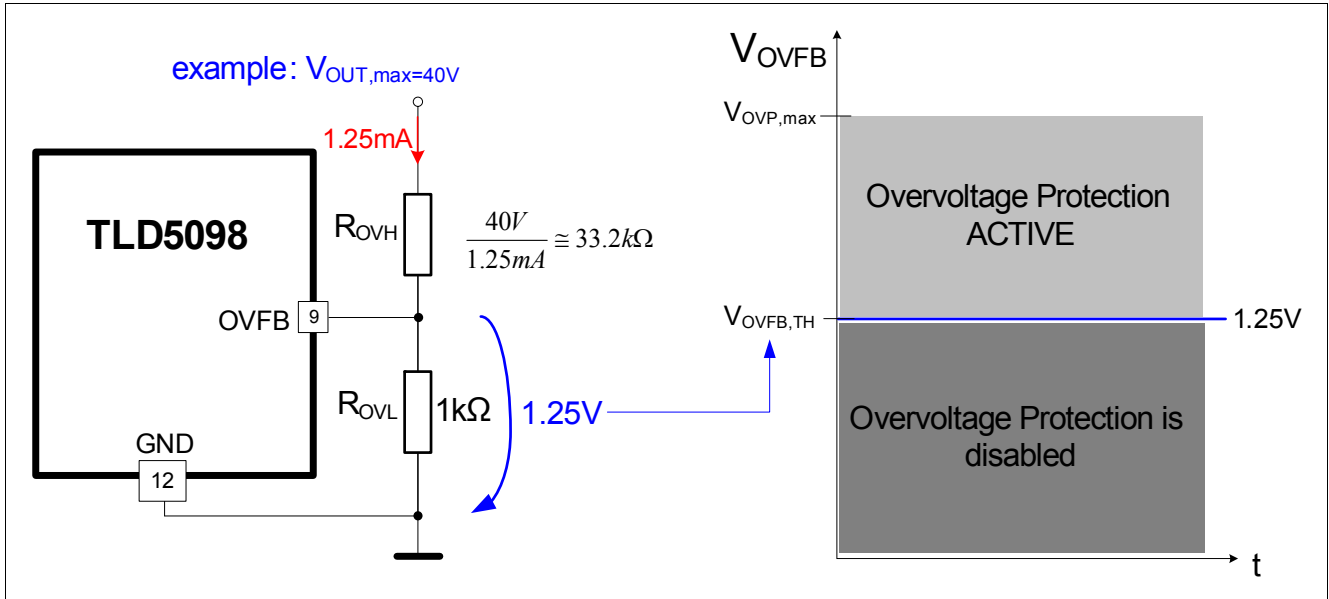 example: VOUT,max=40V
1.25mA
TLD5098
ROVH
40V
1.25mA
≅ 33.2kΩ
OVFB
9
ROVL
1kΩ
1.25V
GND
12
VOVFB
VOVP,max
Overvoltage Protection
ACTIVE
VOVFB,TH
1.25V
Overvoltage Protection is
disabled
t